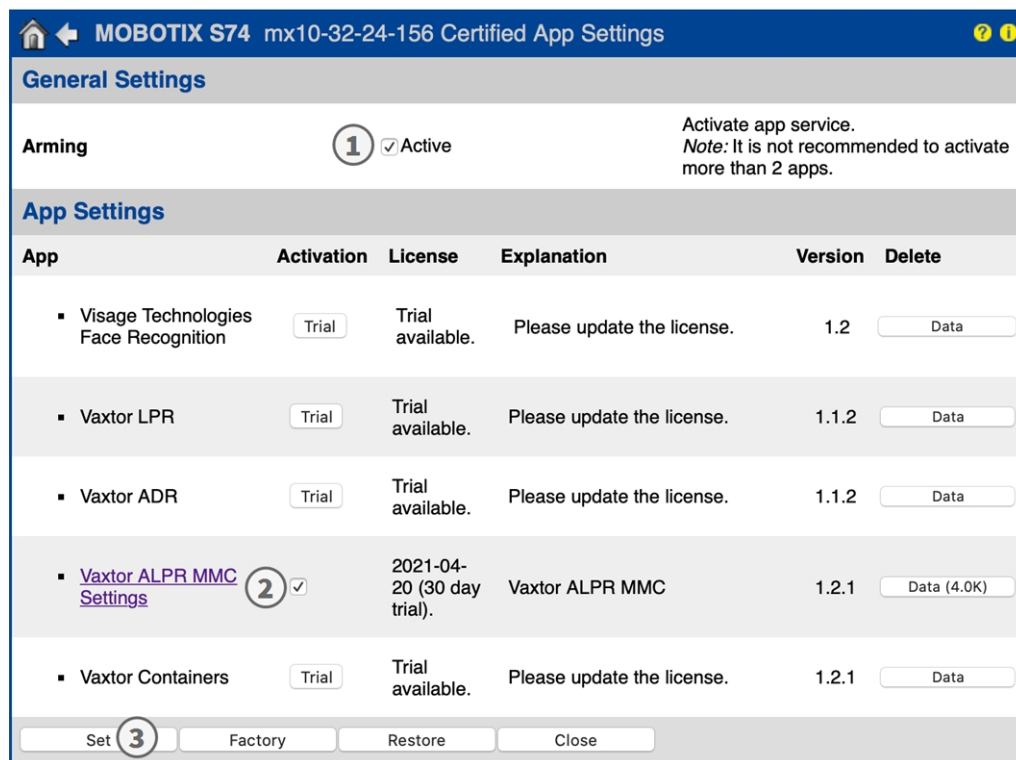 MOBOTIX S74 mx10-32-24-156 Certified App Settings ? i
General Settings
Arming 1 Active
Activate app service.
Note: It is not recommended to activate
more than 2 apps.
App Settings
App Activation License Explanation Version Delete
Visage Technologies
Face Recognition
Trial
Trial
available.
Please update the license.
1.2
Data
Vaxtor LPR
Trial
Trial
available.
Please update the license.
1.1.2
Data
Vaxtor ADR
Trial
Trial
available.
Please update the license.
1.1.2
Data
Vaxtor ALPR MMC
Settings
2
2021-04-
20 (30 day
trial).
Vaxtor ALPR MMC
1.2.1
Data (4.0K)
Vaxtor Containers
Trial
Trial
available.
Please update the license.
1.2.1
Data
Set 3 Factory Restore Close